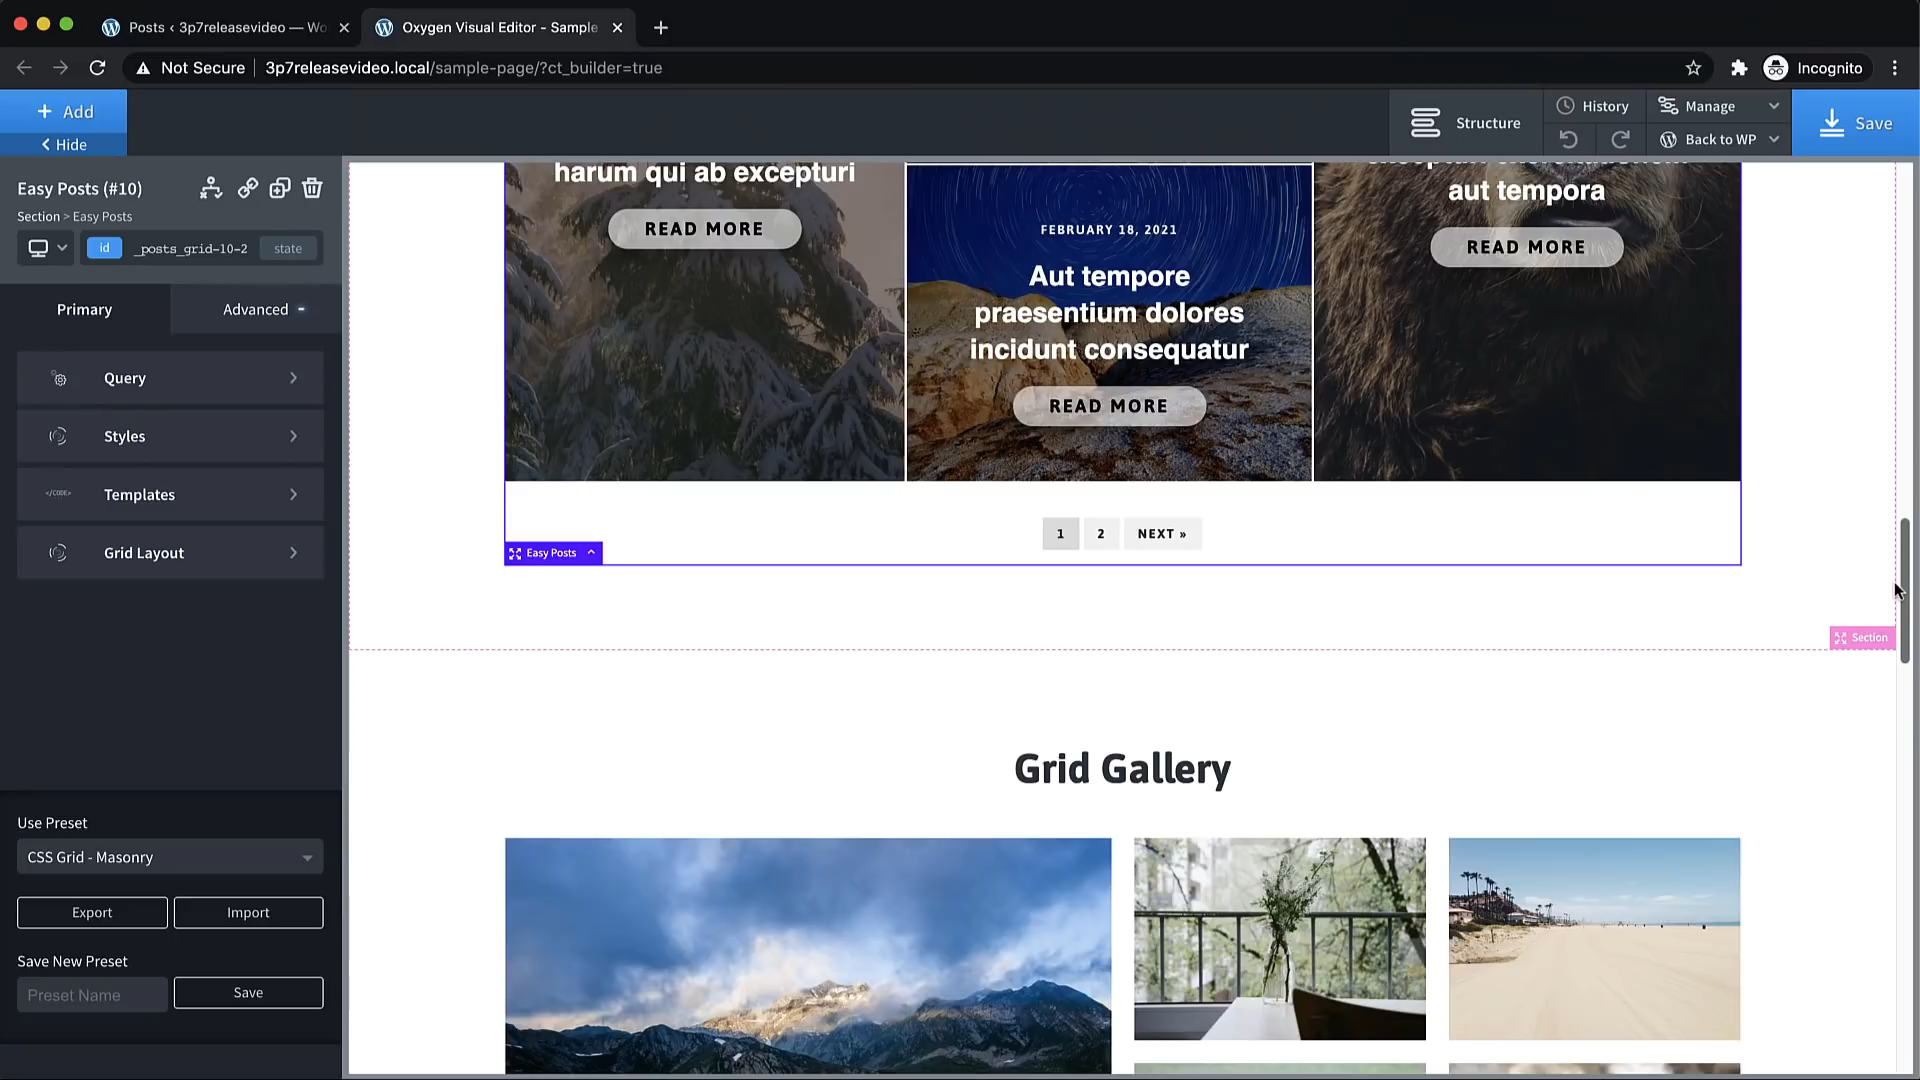 Posts ‹ 3p7releasevideo — Wo
Oxygen Visual Editor - Sample
Not Secure
3p7releasevideo.local/sample-page/?ct_builder=true
Incognito
+ Add
Hide
Structure
History
Manage
Back to WP
Save
Easy Posts (#10)
Section > Easy Posts
id
_posts_grid-10-2
state
Primary
Advanced
Query
Styles
</CODE>
Templates
Grid Layout
Use Preset
CSS Grid - Masonry
Export
Import
Save New Preset
Preset Name
Save
harum qui ab excepturi
READ MORE
FEBRUARY 18, 2021
Aut tempore
praesentium dolores
incidunt consequatur
READ MORE
aut tempora
READ MORE
1
2
NEXT »
Easy Posts
Section
Grid Gallery